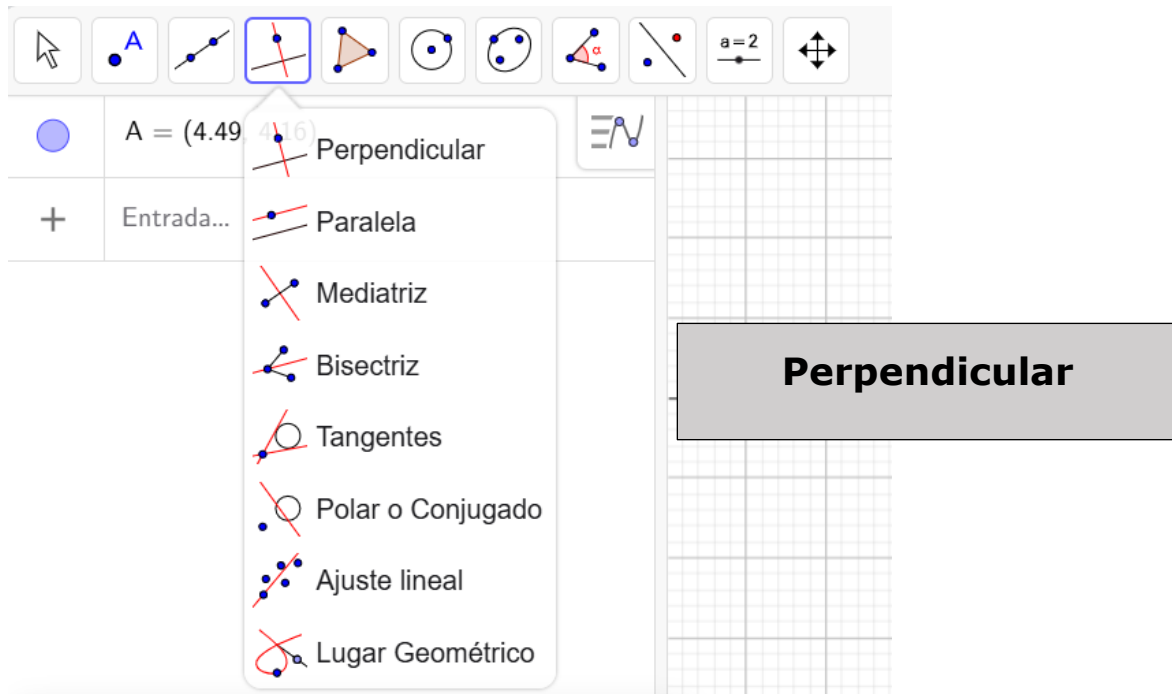 A
α
a = 2
A = (4.49, 4.16)
Entrada...
Perpendicular
Paralela
Mediatriz
Bisectriz
Tangentes
Polar o Conjugado
Ajuste lineal
Lugar Geométrico
Perpendicular